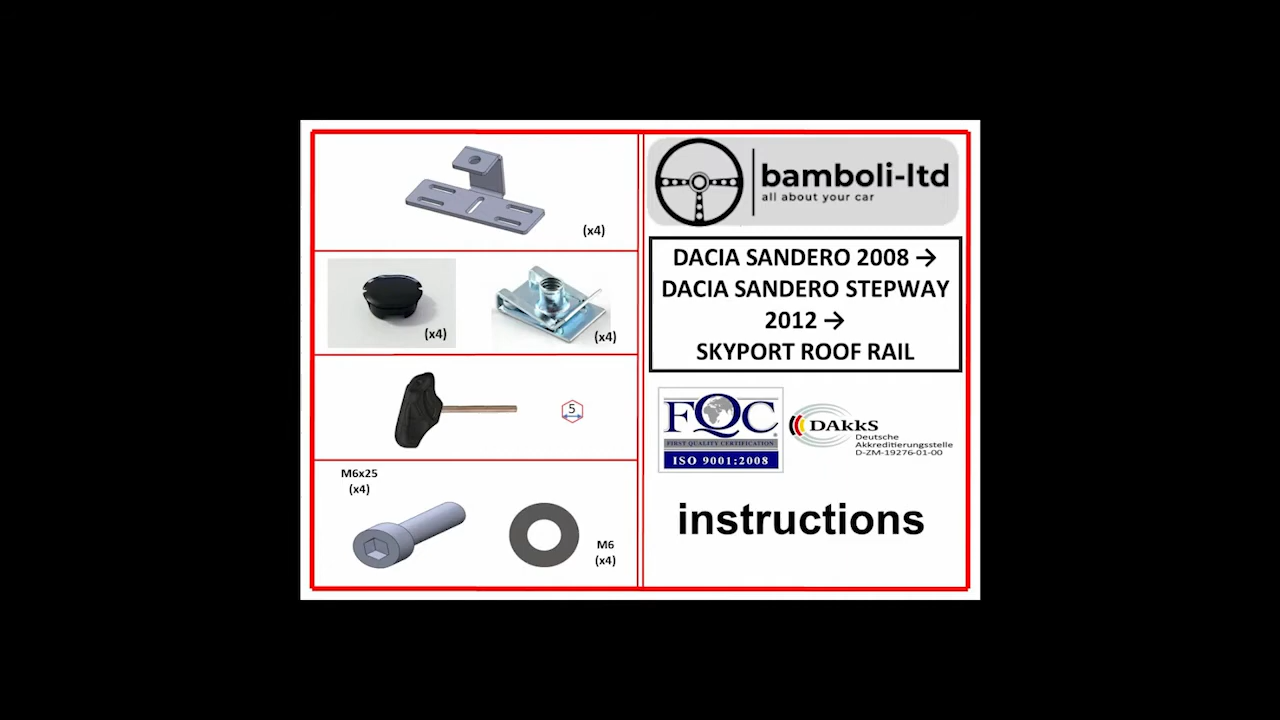 (x4)
(x4)
(x4)
5
M6x25
(x4)
M6
(x4)
bamboli-ltd
all about your car
DACIA SANDERO 2008 →
DACIA SANDERO STEPWAY
2012 →
SKYPORT ROOF RAIL
FQC
FIRST QUALITY CERTIFICATION
ISO 9001:2008
DAkkS
Deutsche
Akkreditierungsstelle
D-ZM-19276-01-00
instructions